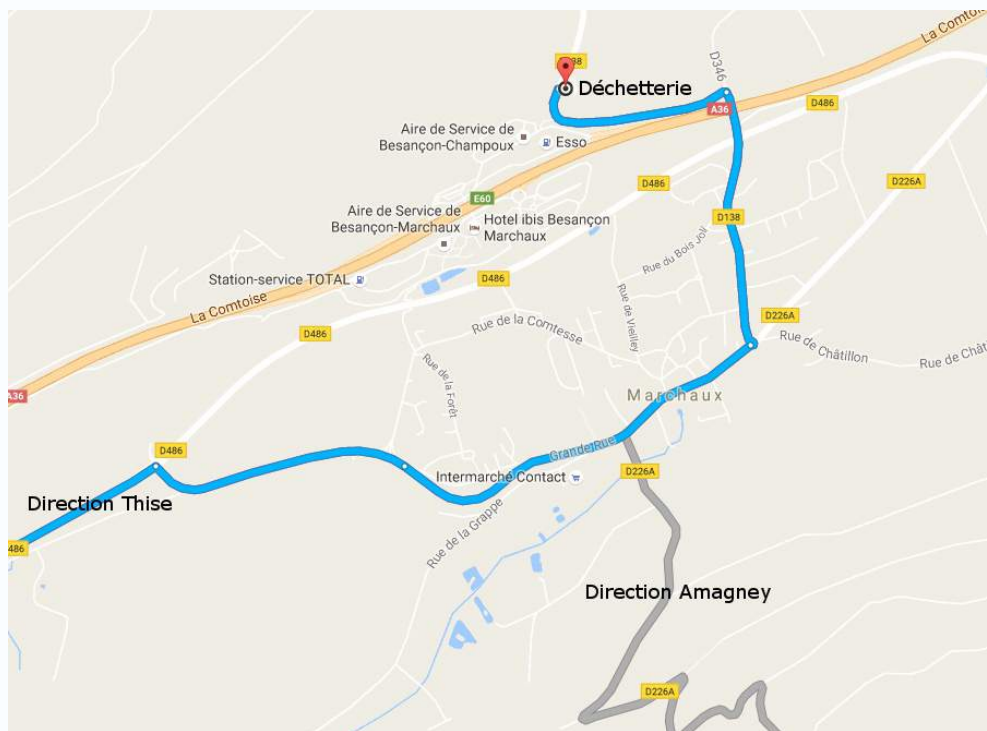 La Comtoise
D346
Déchetterie
A36
D486
Aire de Service de
Besançon-Champoux
Esso
D486
D226A
E60
Aire de Service de
Besançon-Marchaux
Hotel ibis Besançon
Marchaux
D138
Rue du Bois Joli
Station-service TOTAL
D486
La Comtoise
Rue de Vieilley
D226A
D486
Rue de la Comtesse
Rue de Châtillon
Rue de Chât
Rue de la Forêt
A36
Marchaux
D486
Grande Rue
D226A
Intermarché Contact
Direction Thise
486
Rue de la Grappe
Direction Amagney
D226A
D226A